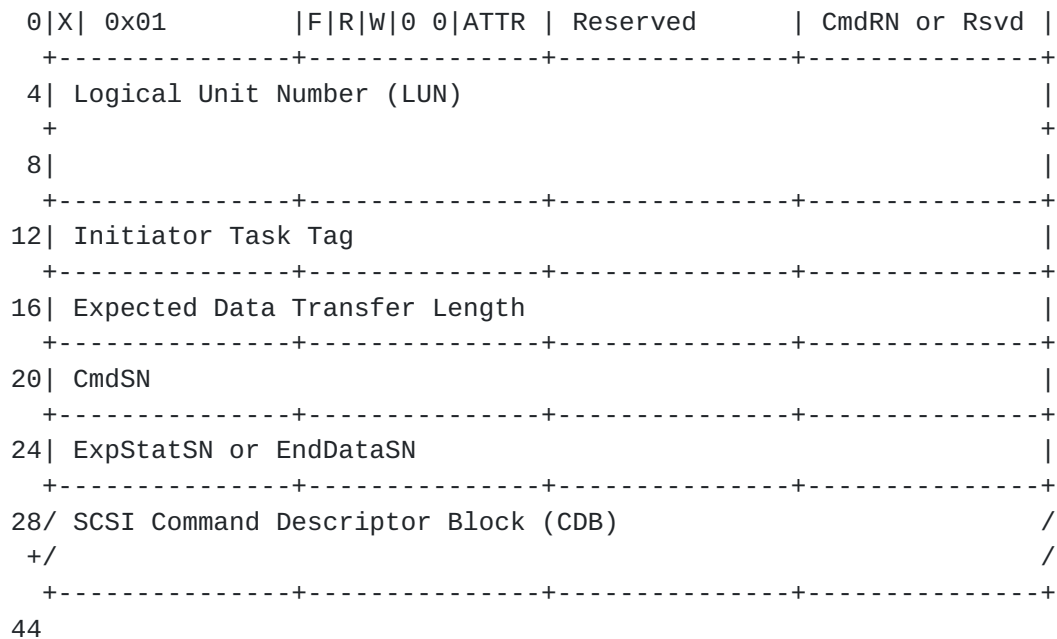 0|X| 0x01        |F|R|W|0 0|ATTR | Reserved      | CmdRN or Rsvd |
 +---------------+---------------+---------------+---------------+
4| Logical Unit Number (LUN)                                     |
 +                                                               +
8|                                                               |
 +---------------+---------------+---------------+---------------+
12| Initiator Task Tag                                            |
 +---------------+---------------+---------------+---------------+
16| Expected Data Transfer Length                                 |
 +---------------+---------------+---------------+---------------+
20| CmdSN                                                         |
 +---------------+---------------+---------------+---------------+
24| ExpStatSN or EndDataSN                                        |
 +---------------+---------------+---------------+---------------+
28/ SCSI Command Descriptor Block (CDB)                           /
+/                                                               /
 +---------------+---------------+---------------+---------------+
44